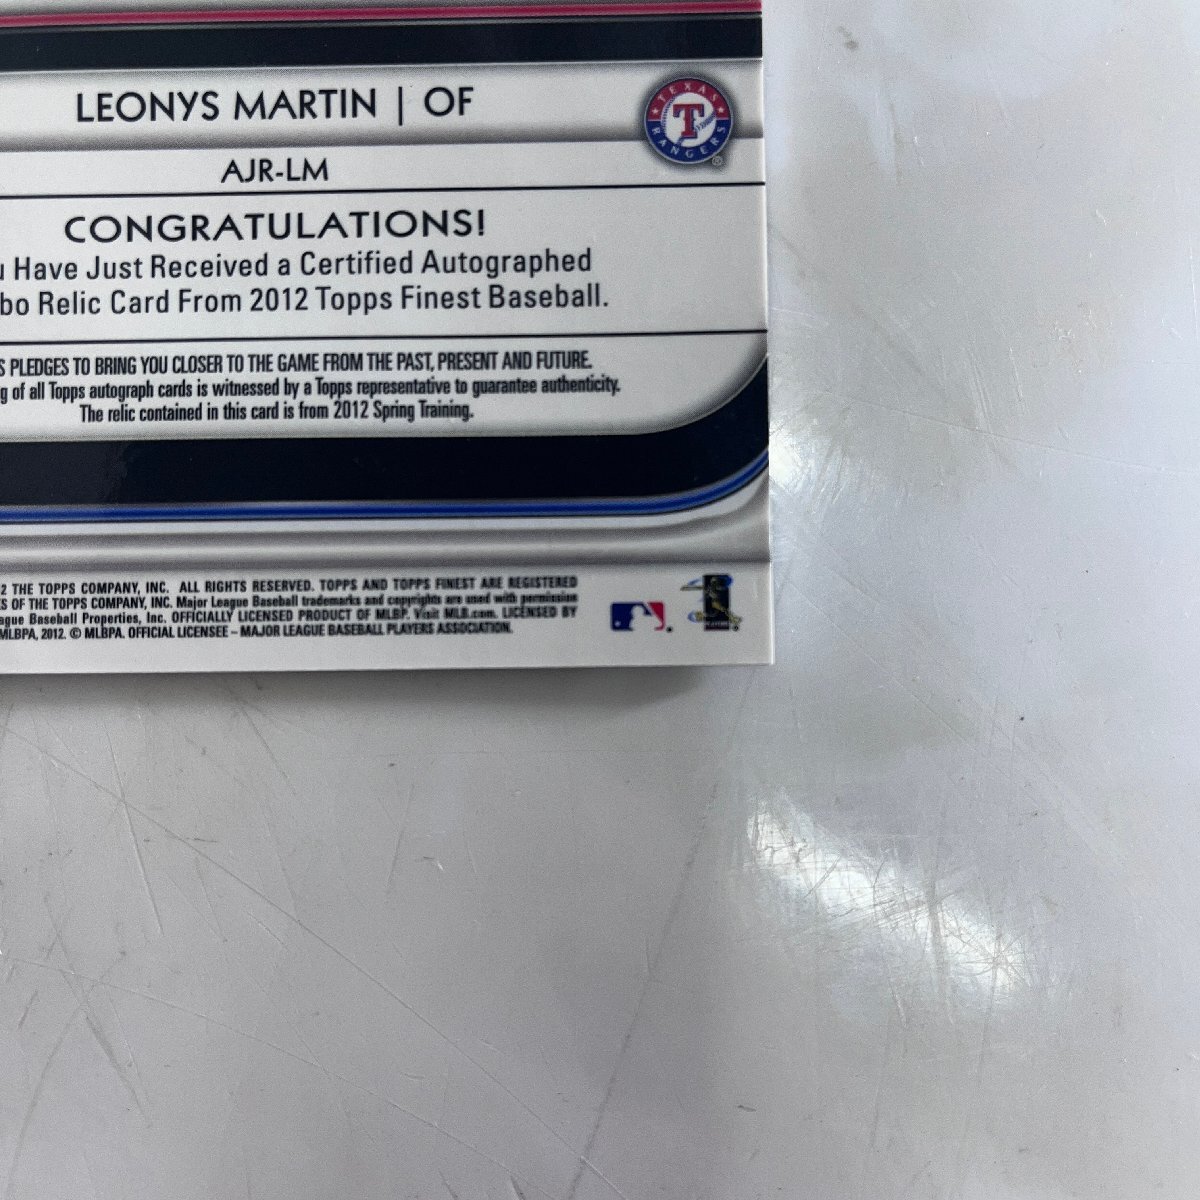 LEONYS MARTIN | OF
TEXAS
T
RANGERS
®
AJR-LM
CONGRATULATIONS!
Have Just Received a Certified Autographed
bo Relic Card From 2012 Topps Finest Baseball.
S PLEDGES TO BRING YOU CLOSER TO THE GAME FROM THE PAST, PRESENT AND FUTURE.
g of all Topps autograph cards is witnessed by a Topps representative to guarantee authenticity.
The relic contained in this card is from 2012 Spring Training.
2 THE TOPPS COMPANY, INC. ALL RIGHTS RESERVED. TOPPS AND TOPPS FINEST ARE REGISTERED
S OF THE TOPPS COMPANY, INC. Major League Baseball trademarks and copyrights are used with permission
ague Baseball Properties, Inc. OFFICIALLY LICENSED PRODUCT OF MLBP. Visit MLB.com. LICENSED BY
MLBPA, 2012. © MLBPA. OFFICIAL LICENSEE – MAJOR LEAGUE BASEBALL PLAYERS ASSOCIATION.